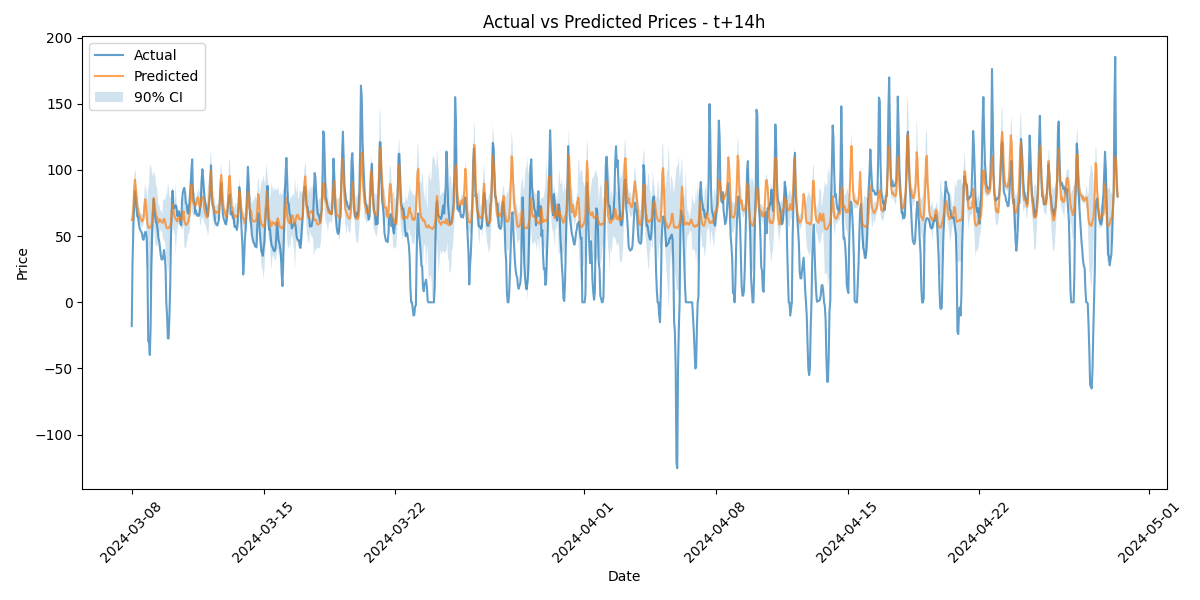 Actual vs Predicted Prices - t+14h
Actual
Predicted
90% CI
Price
200
150
100
50
0
−50
−100
2024-03-08
2024-03-15
2024-03-22
2024-04-01
2024-04-08
2024-04-15
2024-04-22
2024-05-01
Date